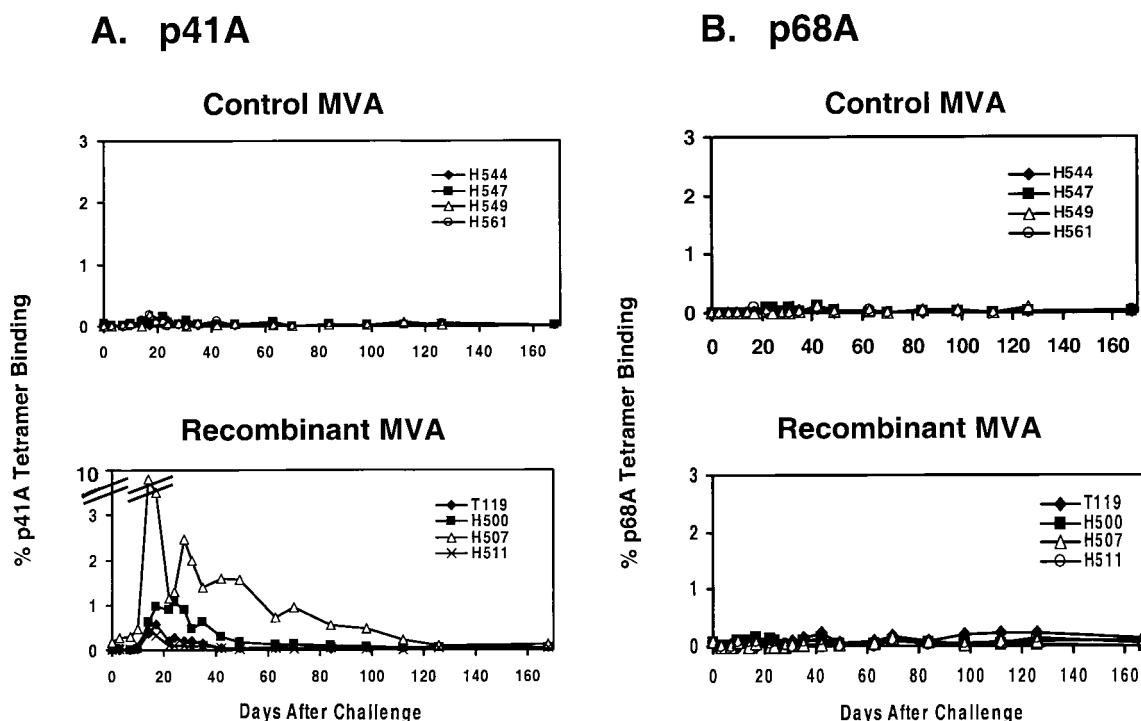 A. p41A
Control MVA
3
2
1
0
H544
H547
H549
H561
0 20 40 60 80 100 120 140 160
Recombinant MVA
10
3
2
1
0
T119
H500
H507
H511
0 20 40 60 80 100 120 140 160
Days After Challenge
% p41A Tetramer Binding
B. p68A
Control MVA
3
2
1
0
H544
H547
H549
H561
0 20 40 60 80 100 120 140 160
Recombinant MVA
3
2
1
0
T119
H500
H507
H511
0 20 40 60 80 100 120 140 160
Days After Challenge
% p68A Tetramer Binding